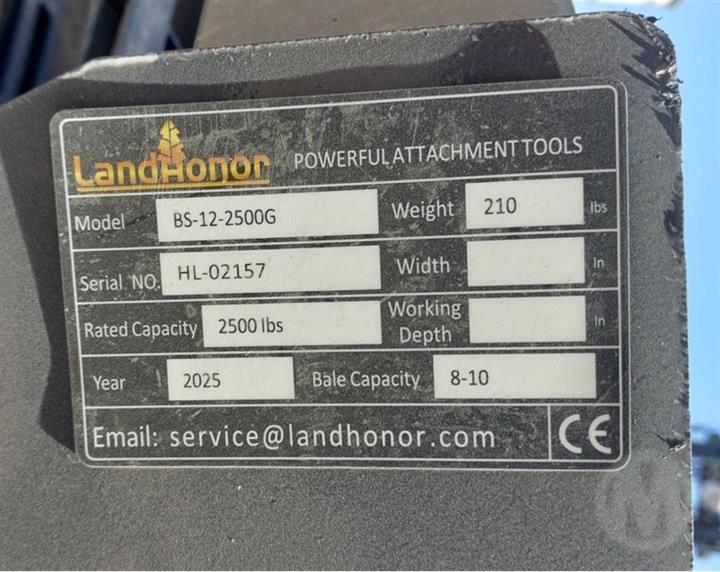 LandHonor POWERFUL ATTACHMENT TOOLS
Model BS-12-2500G Weight 210 lbs
Serial NO. HL-02157 Width In
Rated Capacity 2500 lbs Working Depth In
Year 2025 Bale Capacity 8-10
Email: service@landhonor.com CE
M